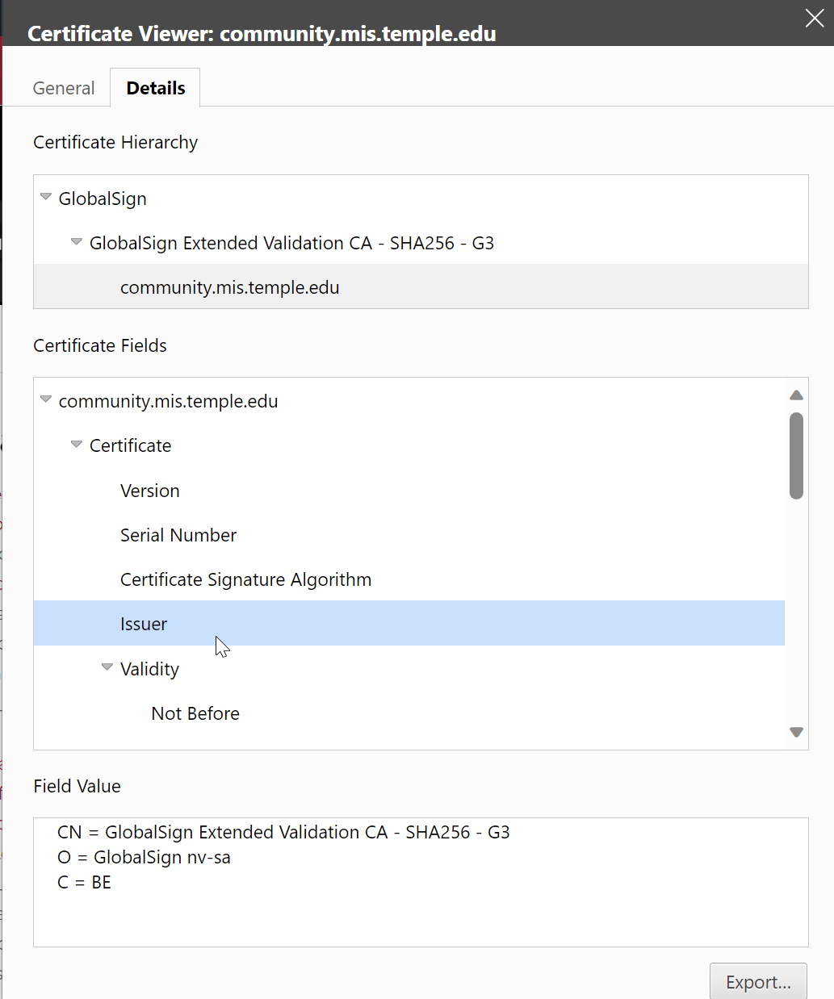 Certificate Viewer: community.mis.temple.edu
General
Details
Certificate Hierarchy
GlobalSign
GlobalSign Extended Validation CA - SHA256 - G3
community.mis.temple.edu
Certificate Fields
community.mis.temple.edu
Certificate
Version
Serial Number
Certificate Signature Algorithm
Issuer
Validity
Not Before
Field Value
CN = GlobalSign Extended Validation CA - SHA256 - G3
O = GlobalSign nv-sa
C = BE
Export...